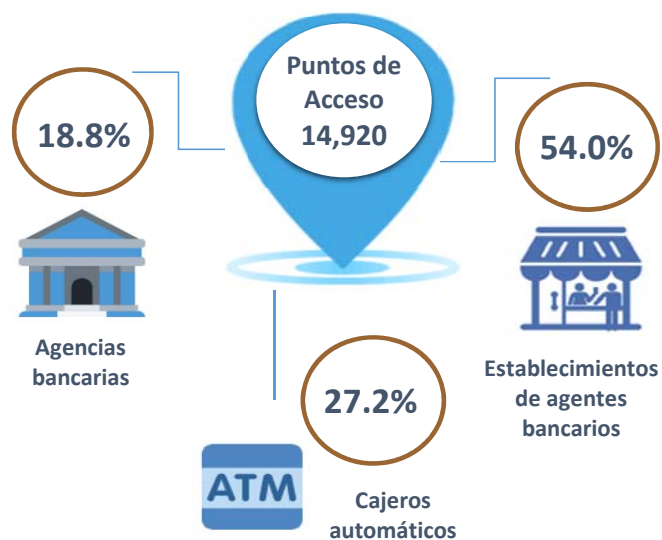 Puntos de
Acceso
14,920
18.8%
54.0%
Agencias
bancarias
Establecimientos
de agentes
bancarios
27.2%
ATM
Cajeros
automáticos